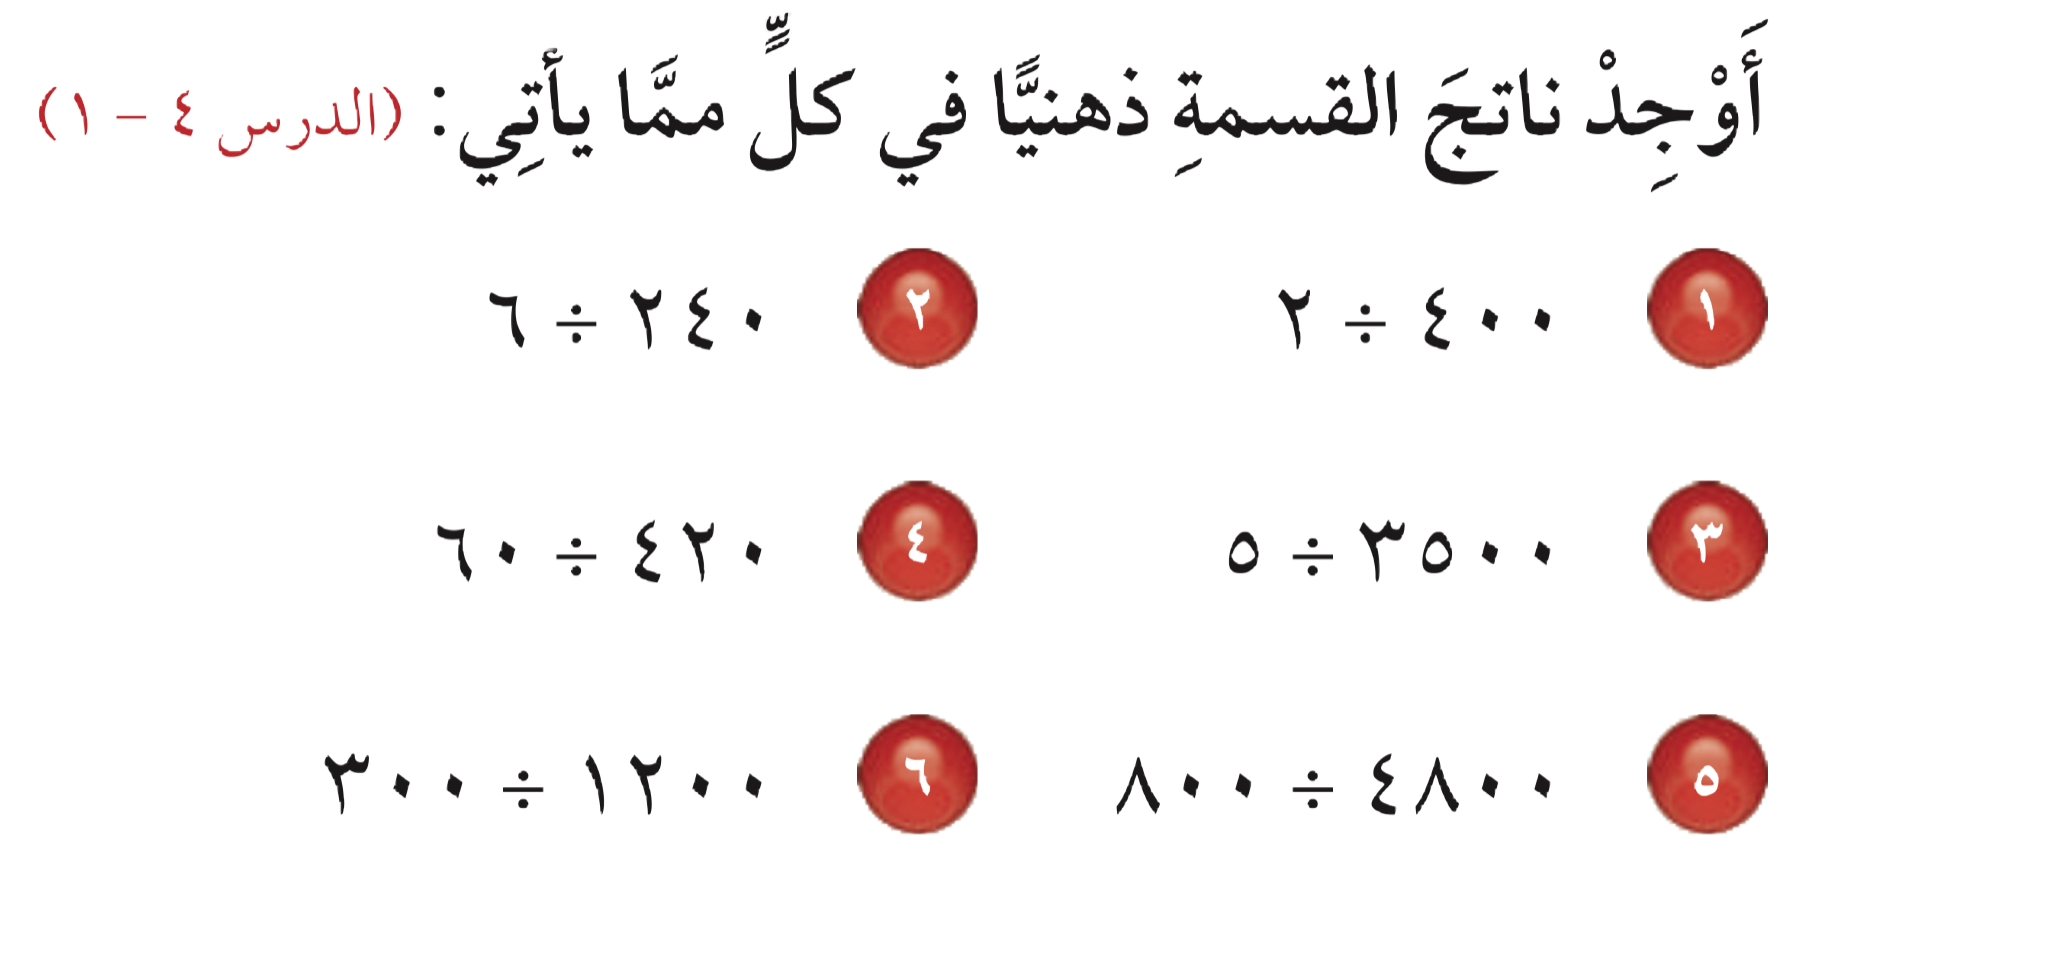 أَوْجِدْ ناتجَ القسمةِ ذهنيًّا في كلٍّ ممَّا يأتِي: (الدرس ٤ – ١)
١ ٤٠٠ ÷ ٢ ٢ ٢٤٠ ÷ ٦
٣ ٣٥٠٠ ÷ ٥ ٤ ٤٢٠ ÷ ٦٠
٥ ٤٨٠٠ ÷ ٨٠٠ ٦ ١٢٠٠ ÷ ٣٠٠